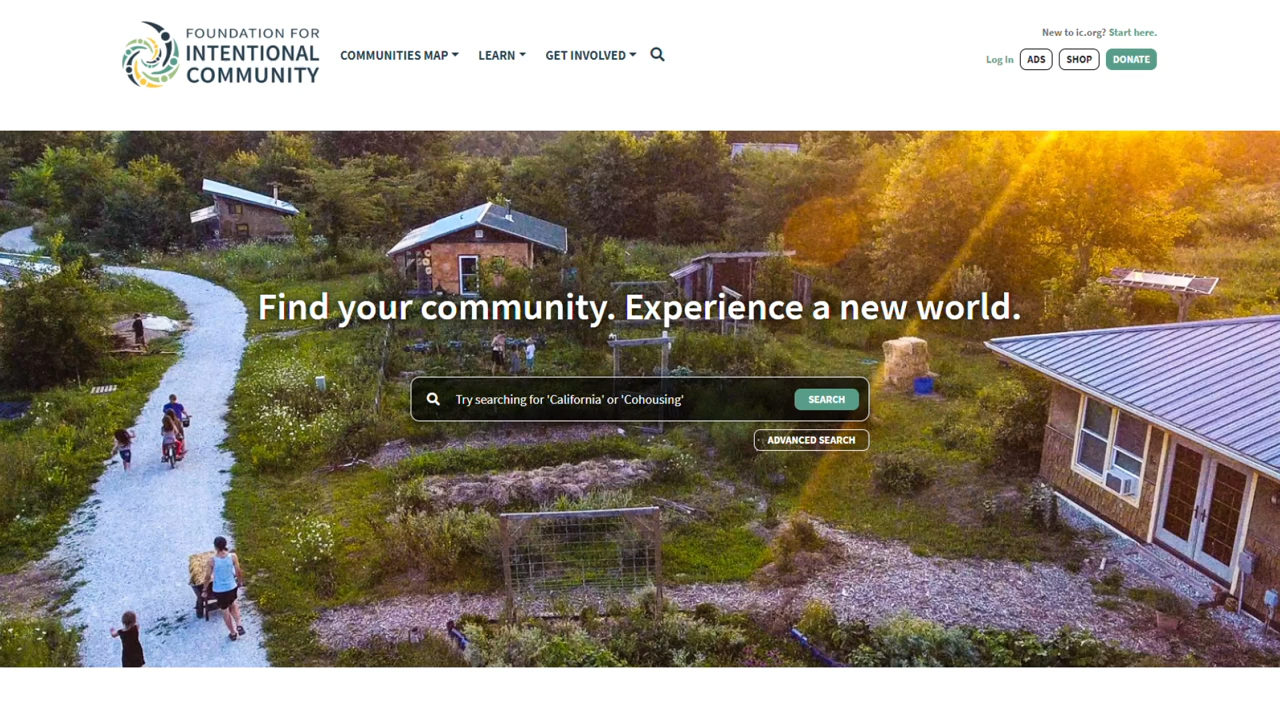 FOUNDATION FOR
INTENTIONAL
COMMUNITY
COMMUNITIES MAP
LEARN
GET INVOLVED
New to ic.org? Start here.
Log In
ADS
SHOP
DONATE
Find your community. Experience a new world.
Try searching for 'California' or 'Cohousing'
SEARCH
ADVANCED SEARCH